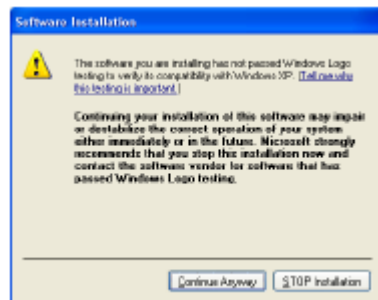 Software Installation
The software you are installing has not passed Windows Logo
testing to verify its compatibility with Windows XP. (Tell me why
this testing is important.)
Continuing your installation of this software may impair
or destabilize the correct operation of your system
either immediately or in the future. Microsoft strongly
recommends that you stop this installation now and
contact the software vendor for software that has
passed Windows Logo testing.
Continue Anyway
STOP Installation